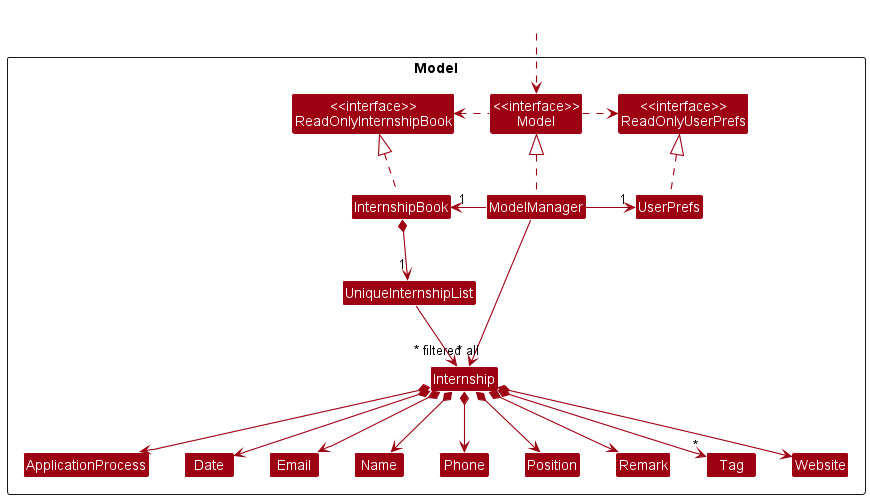 Model
<<interface>>
ReadOnlyInternshipBook
<<interface>>
Model
<<interface>>
ReadOnlyUserPrefs
InternshipBook
1
ModelManager
1
UserPrefs
1
UniqueInternshipList
* filtered
* all
Internship
*
ApplicationProcess
Date
Email
Name
Phone
Position
Remark
Tag
Website